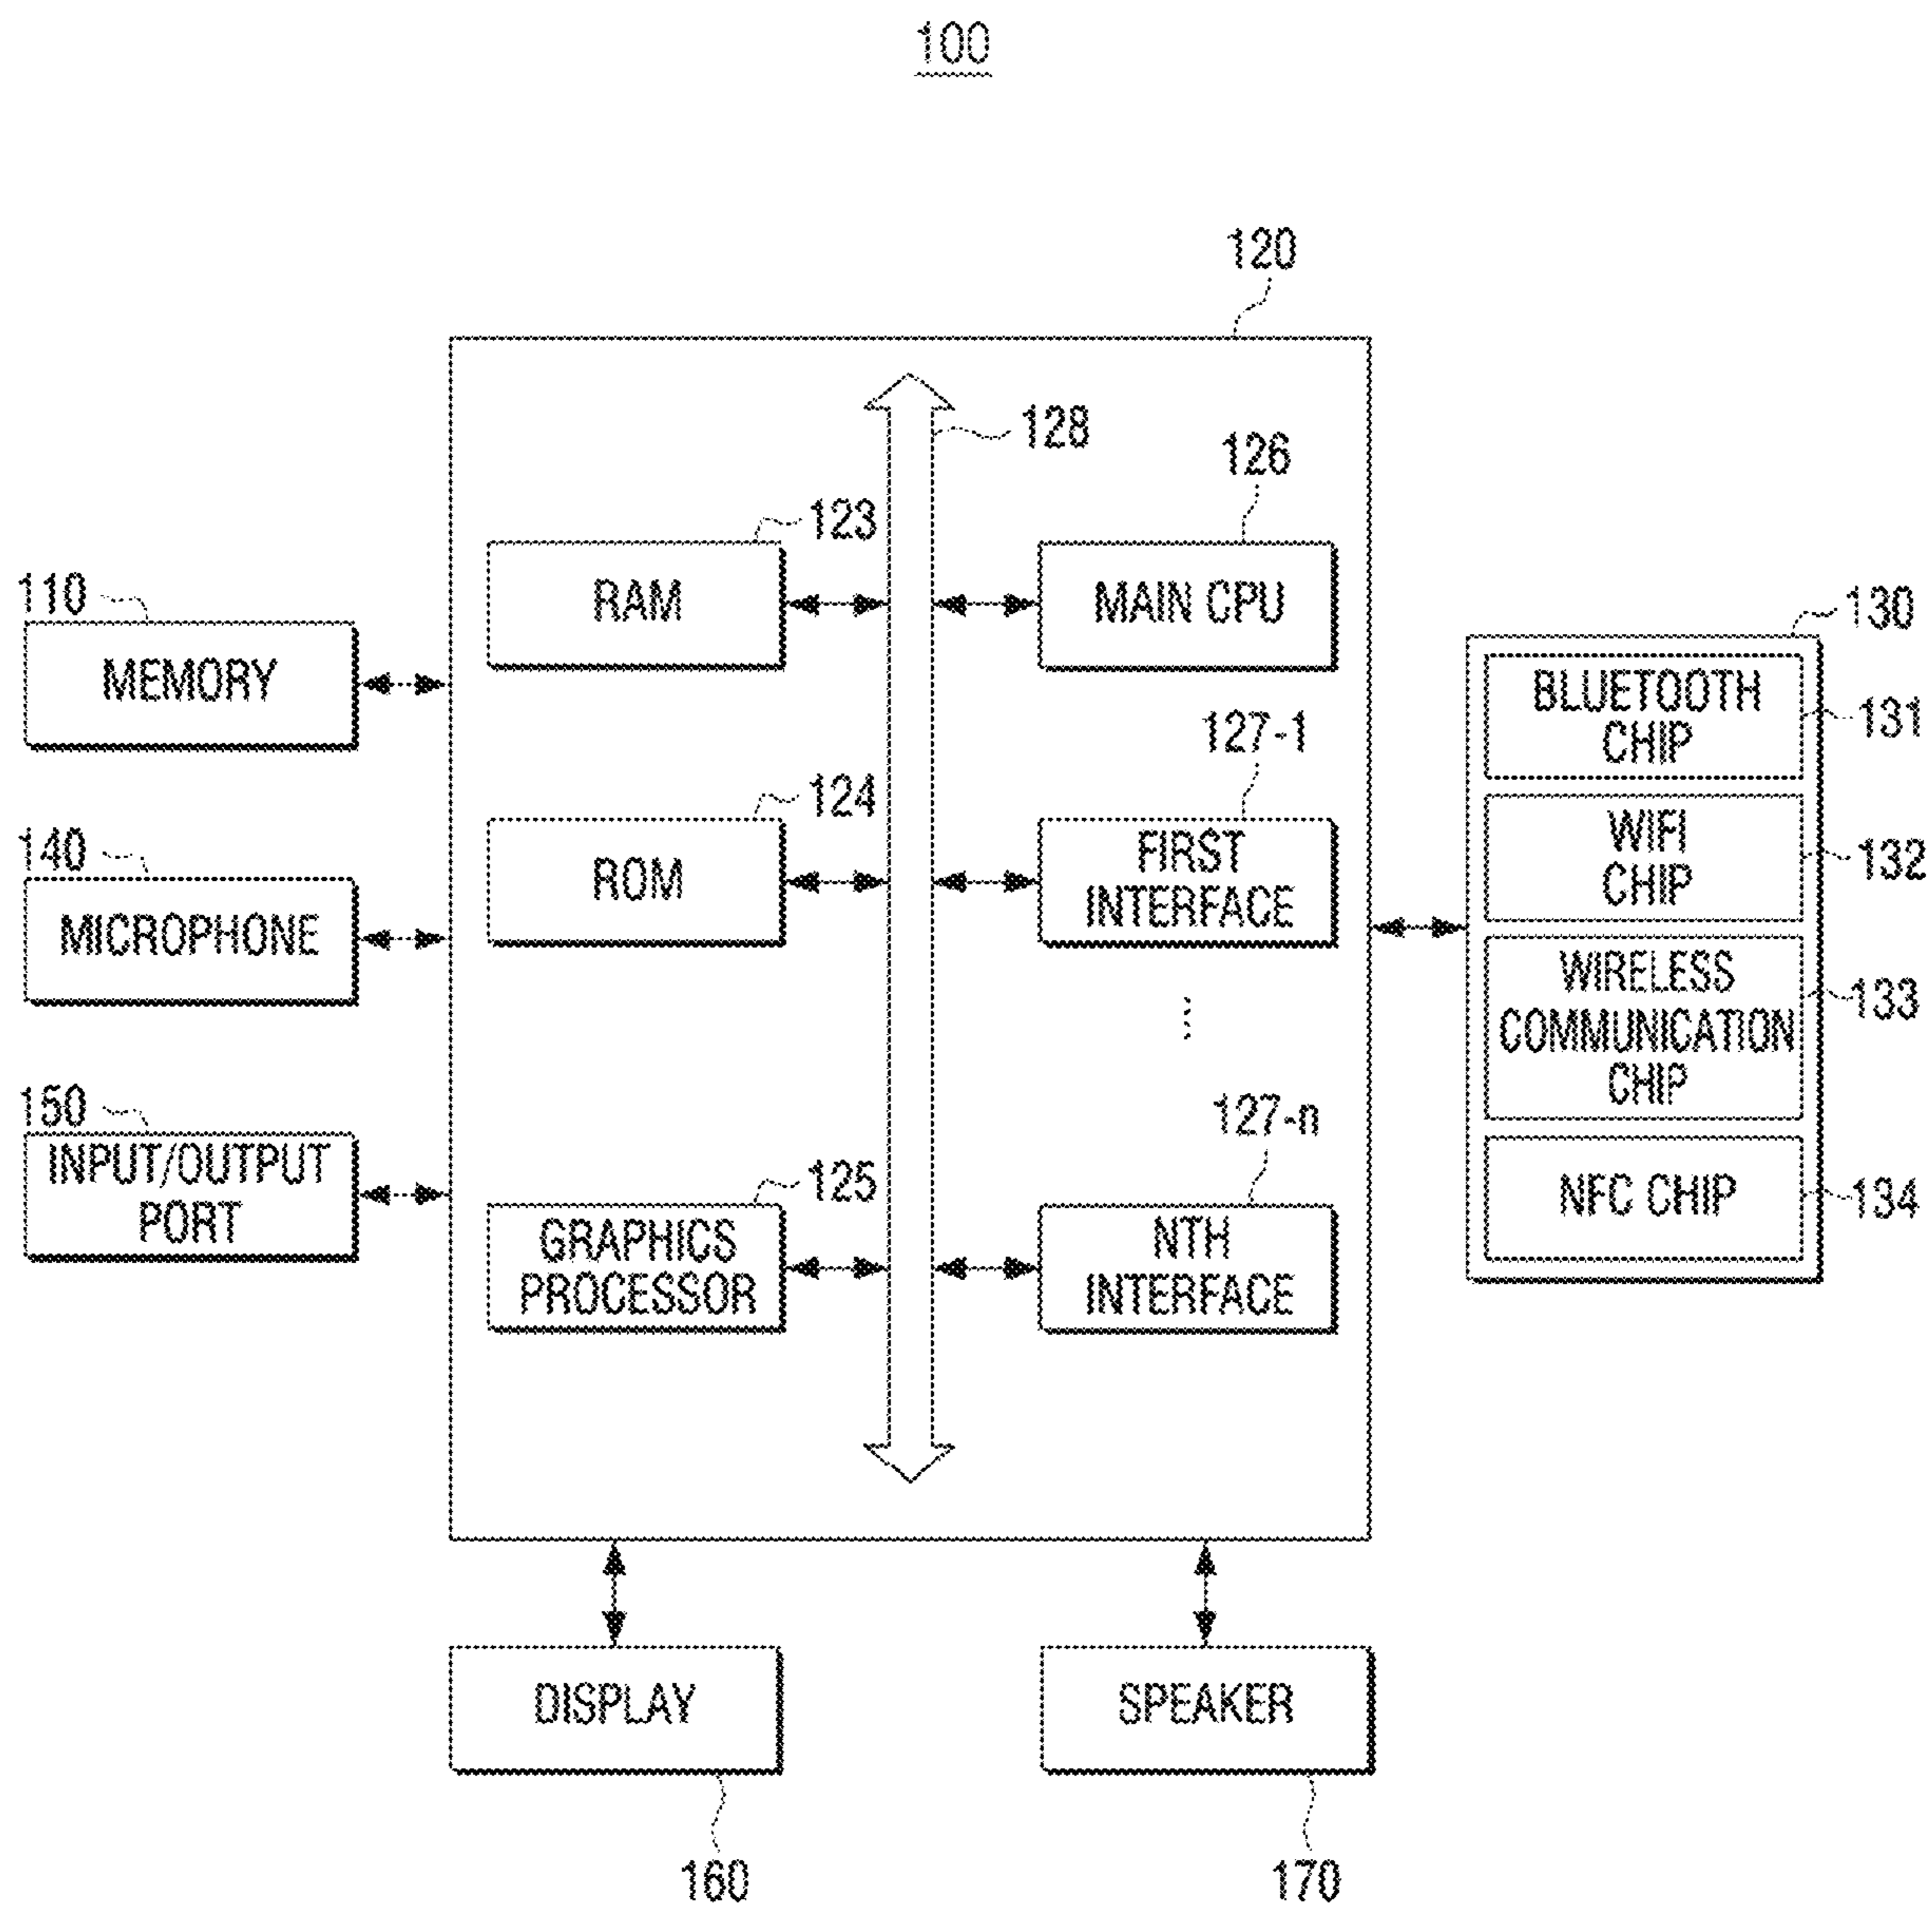 100
120
128
126
123
RAM
MAIN CPU
110
MEMORY
130
BLUETOOTH
CHIP
131
127-1
124
ROM
FIRST
INTERFACE
WIFI
CHIP
132
140
MICROPHONE
WIRELESS
COMMUNICATION
CHIP
133
150
INPUT/OUTPUT
PORT
127-n
125
GRAPHICS
PROCESSOR
NTH
INTERFACE
NFC CHIP
134
DISPLAY
SPEAKER
160
170